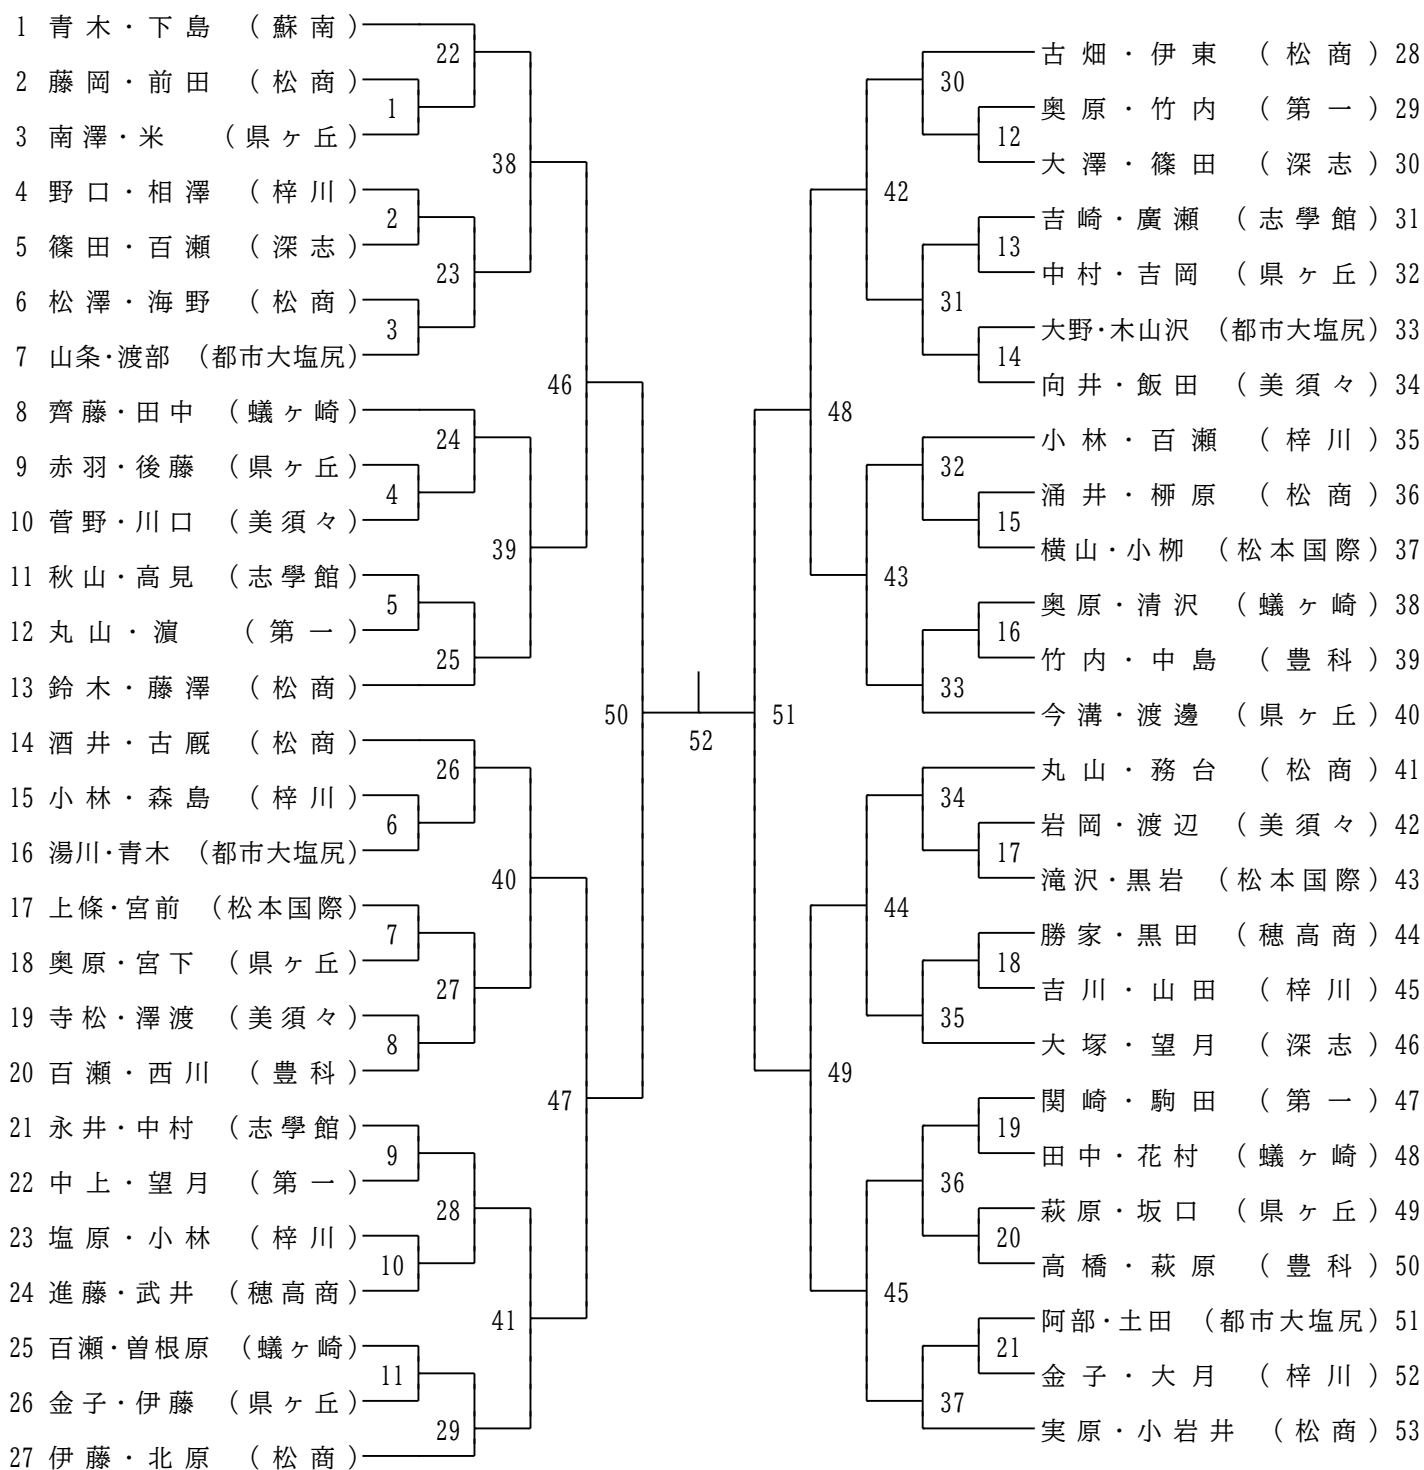 1 青木・下島 (蘇南)
2 藤岡・前田 (松商)
3 南澤・米 (県ヶ丘)
4 野口・相澤 (梓川)
5 篠田・百瀬 (深志)
6 松澤・海野 (松商)
7 山条・渡部 (都市大塩尻)
8 齊藤・田中 (蟻ヶ崎)
9 赤羽・後藤 (県ヶ丘)
10 菅野・川口 (美須々)
11 秋山・高見 (志學館)
12 丸山・濵 (第一)
13 鈴木・藤澤 (松商)
14 酒井・古厩 (松商)
15 小林・森島 (梓川)
16 湯川・青木 (都市大塩尻)
17 上條・宮前 (松本国際)
18 奥原・宮下 (県ヶ丘)
19 寺松・澤渡 (美須々)
20 百瀬・西川 (豊科)
21 永井・中村 (志學館)
22 中上・望月 (第一)
23 塩原・小林 (梓川)
24 進藤・武井 (穂高商)
25 百瀬・曽根原 (蟻ヶ崎)
26 金子・伊藤 (県ヶ丘)
27 伊藤・北原 (松商)
1
2
3
4
5
6
7
8
9
10
11
22
23
24
25
26
27
28
29
38
39
40
41
46
47
50
52
51
48
49
42
43
44
45
30
31
32
33
34
35
36
37
12
13
14
15
16
17
18
19
20
21
古畑・伊東 (松商) 28
奥原・竹内 (第一) 29
大澤・篠田 (深志) 30
吉崎・廣瀬 (志學館) 31
中村・吉岡 (県ヶ丘) 32
大野・木山沢 (都市大塩尻) 33
向井・飯田 (美須々) 34
小林・百瀬 (梓川) 35
涌井・栁原 (松商) 36
横山・小栁 (松本国際) 37
奥原・清沢 (蟻ヶ崎) 38
竹内・中島 (豊科) 39
今溝・渡邊 (県ヶ丘) 40
丸山・務台 (松商) 41
岩岡・渡辺 (美須々) 42
滝沢・黒岩 (松本国際) 43
勝家・黒田 (穂高商) 44
吉川・山田 (梓川) 45
大塚・望月 (深志) 46
関崎・駒田 (第一) 47
田中・花村 (蟻ヶ崎) 48
萩原・坂口 (県ヶ丘) 49
高橋・萩原 (豊科) 50
阿部・土田 (都市大塩尻) 51
金子・大月 (梓川) 52
実原・小岩井 (松商) 53